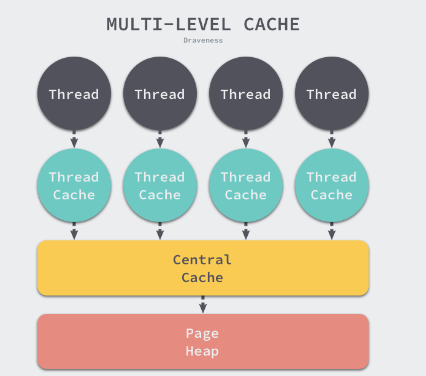 MULTI-LEVEL CACHE
Draveness
Thread Thread Thread Thread
Thread Thread Thread Thread
Cache Cache Cache Cache
Central
Cache
Page
Heap